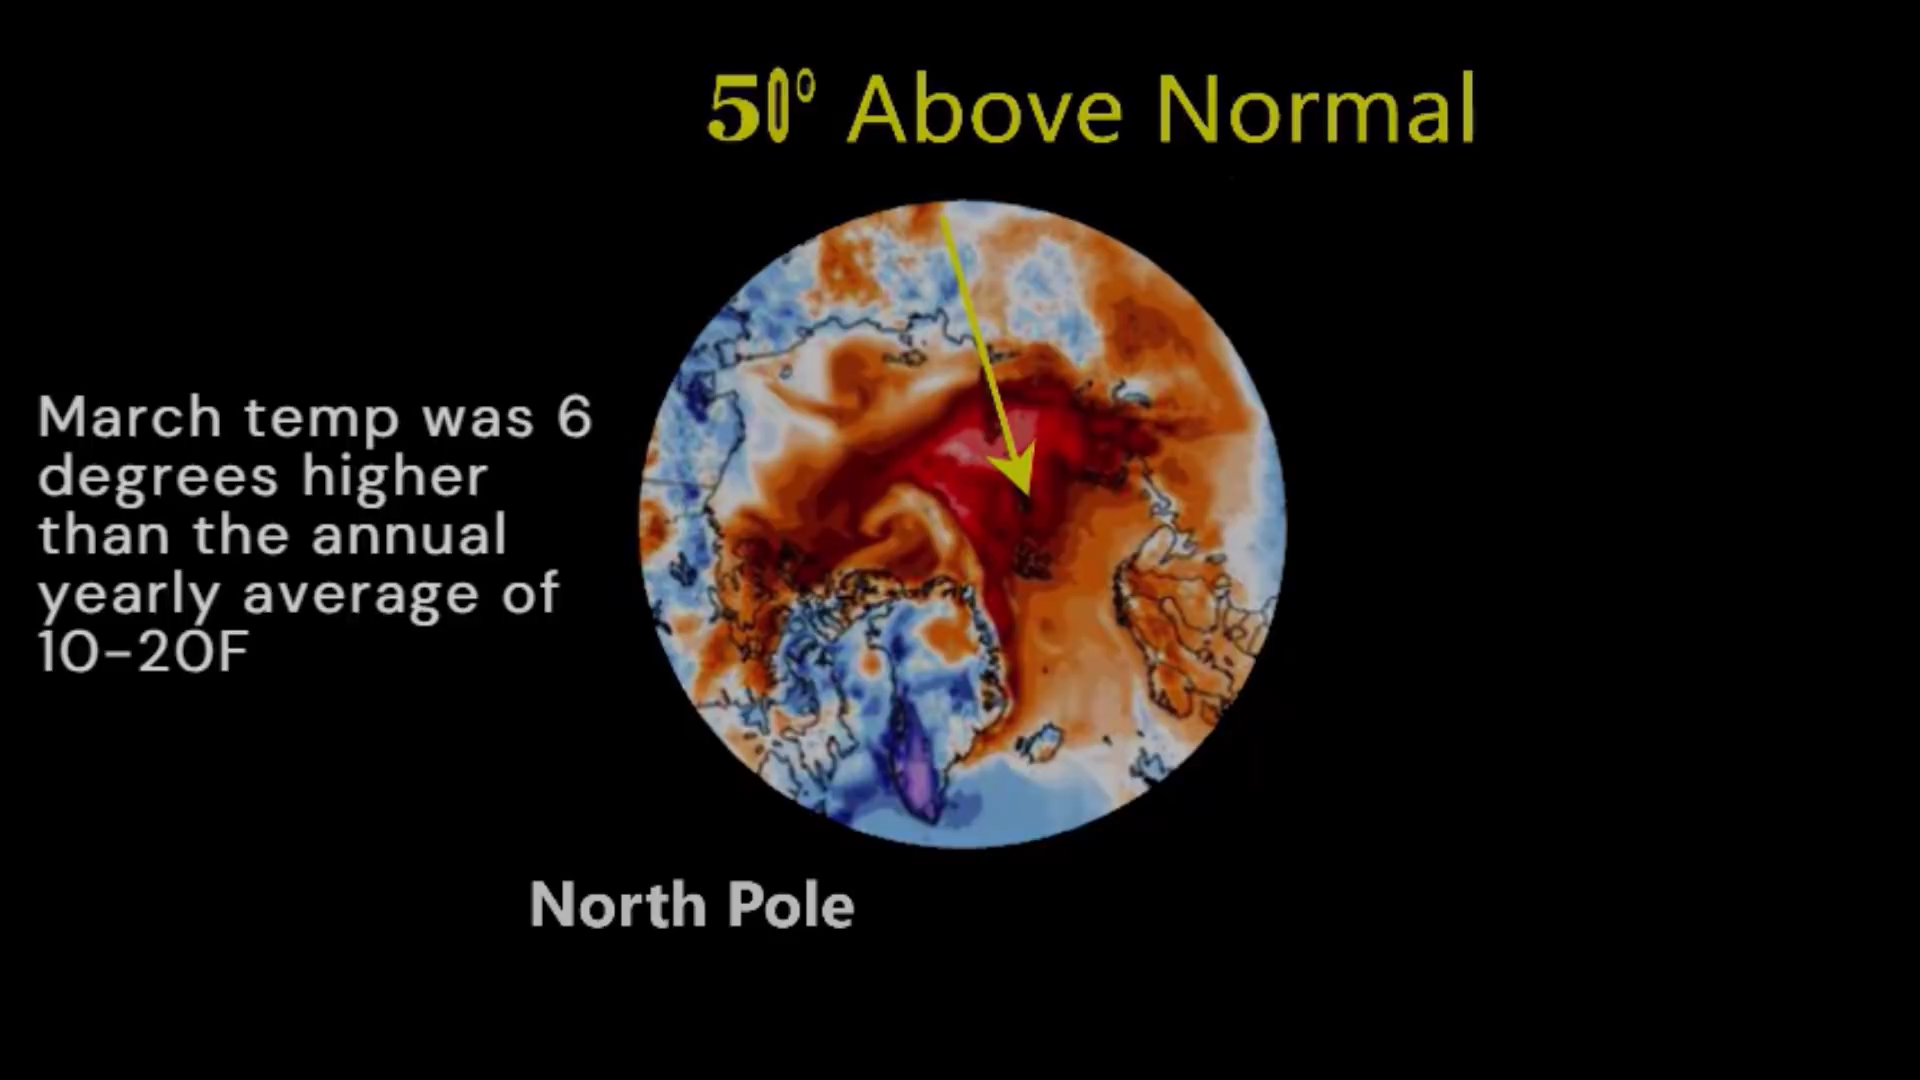 50° Above Normal
March temp was 6
degrees higher
than the annual
yearly average of
10-20F
North Pole